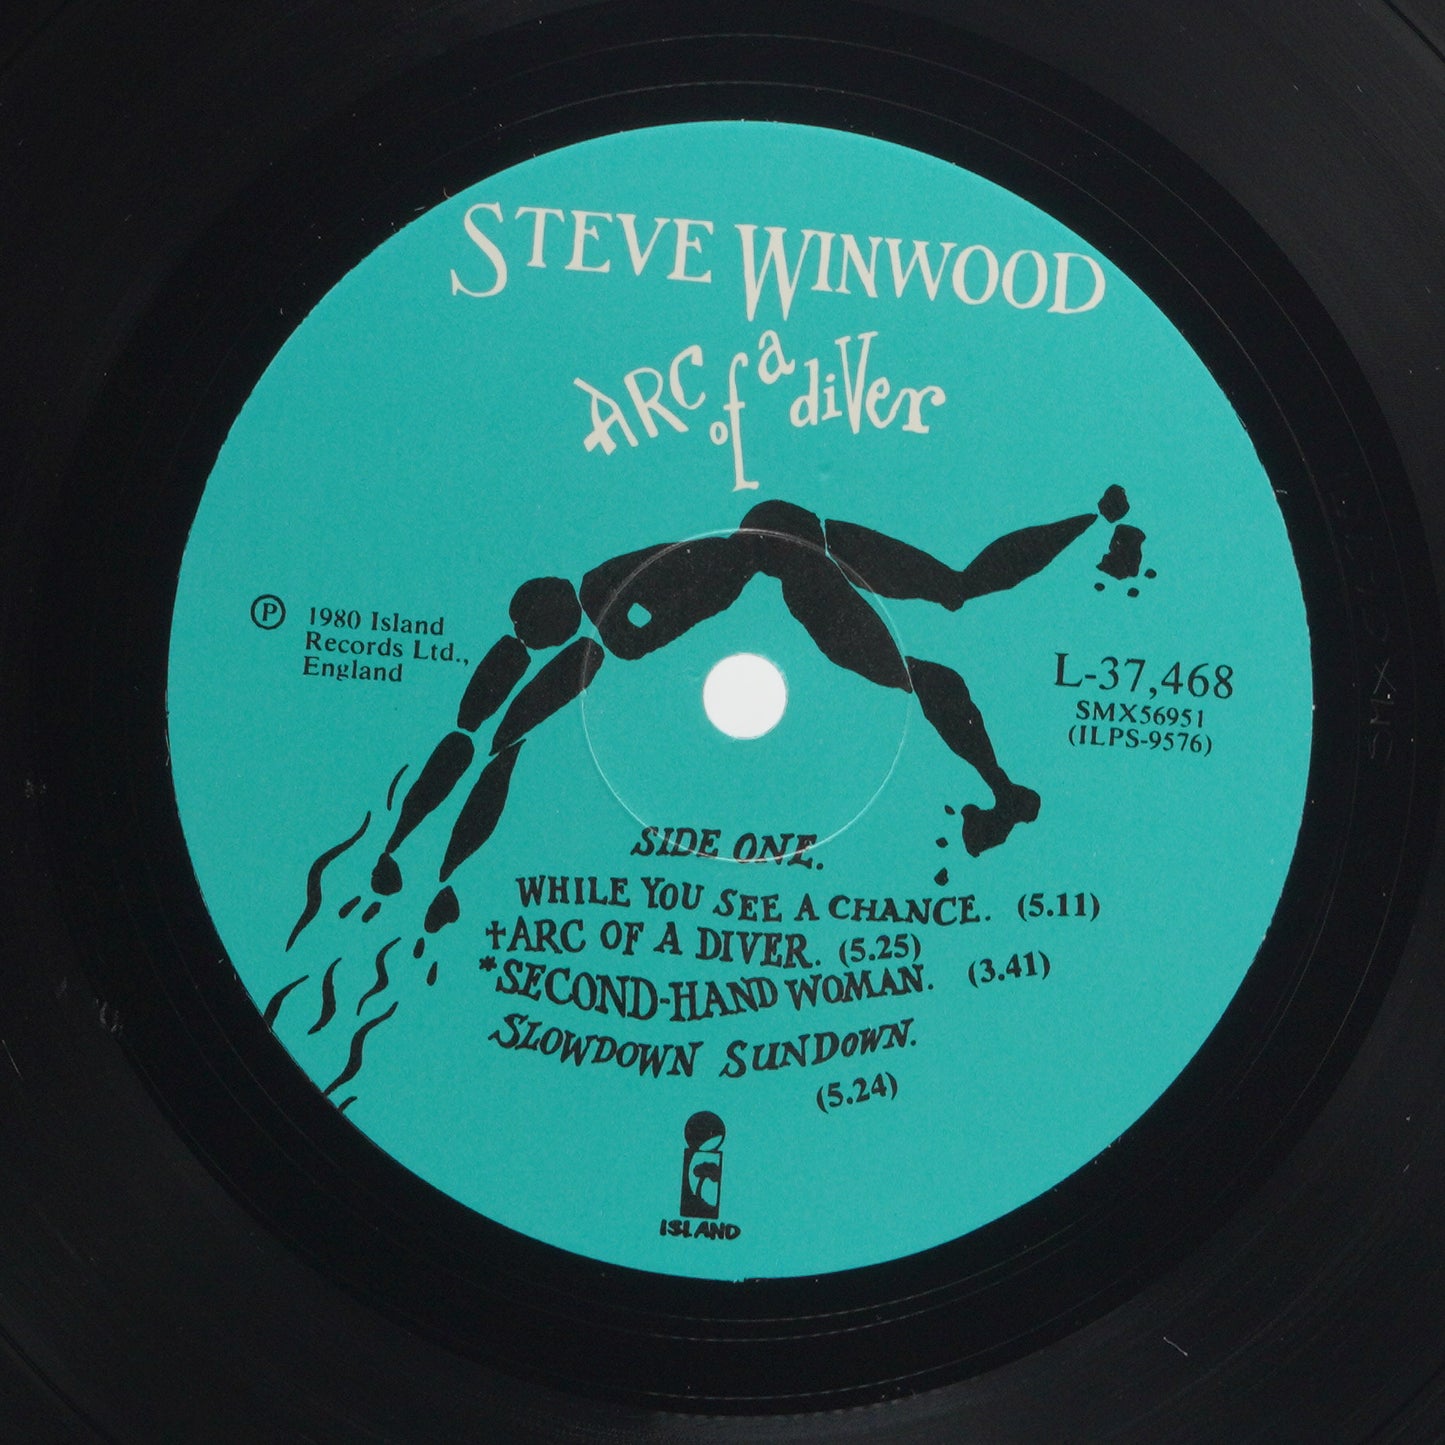 STEVE WINWOOD
ARC of a diVer
Ⓟ 1980 Island
Records Ltd.,
England
L-37,468
SMX56951
(ILPS-9576)
SIDE ONE.
WHILE YOU SEE A CHANCE. (5.11)
†ARC OF A DIVER. (5.25)
*SECOND-HAND WOMAN. (3.41)
SLOWDOWN SUNDOWN.
(5.24)
ISLAND